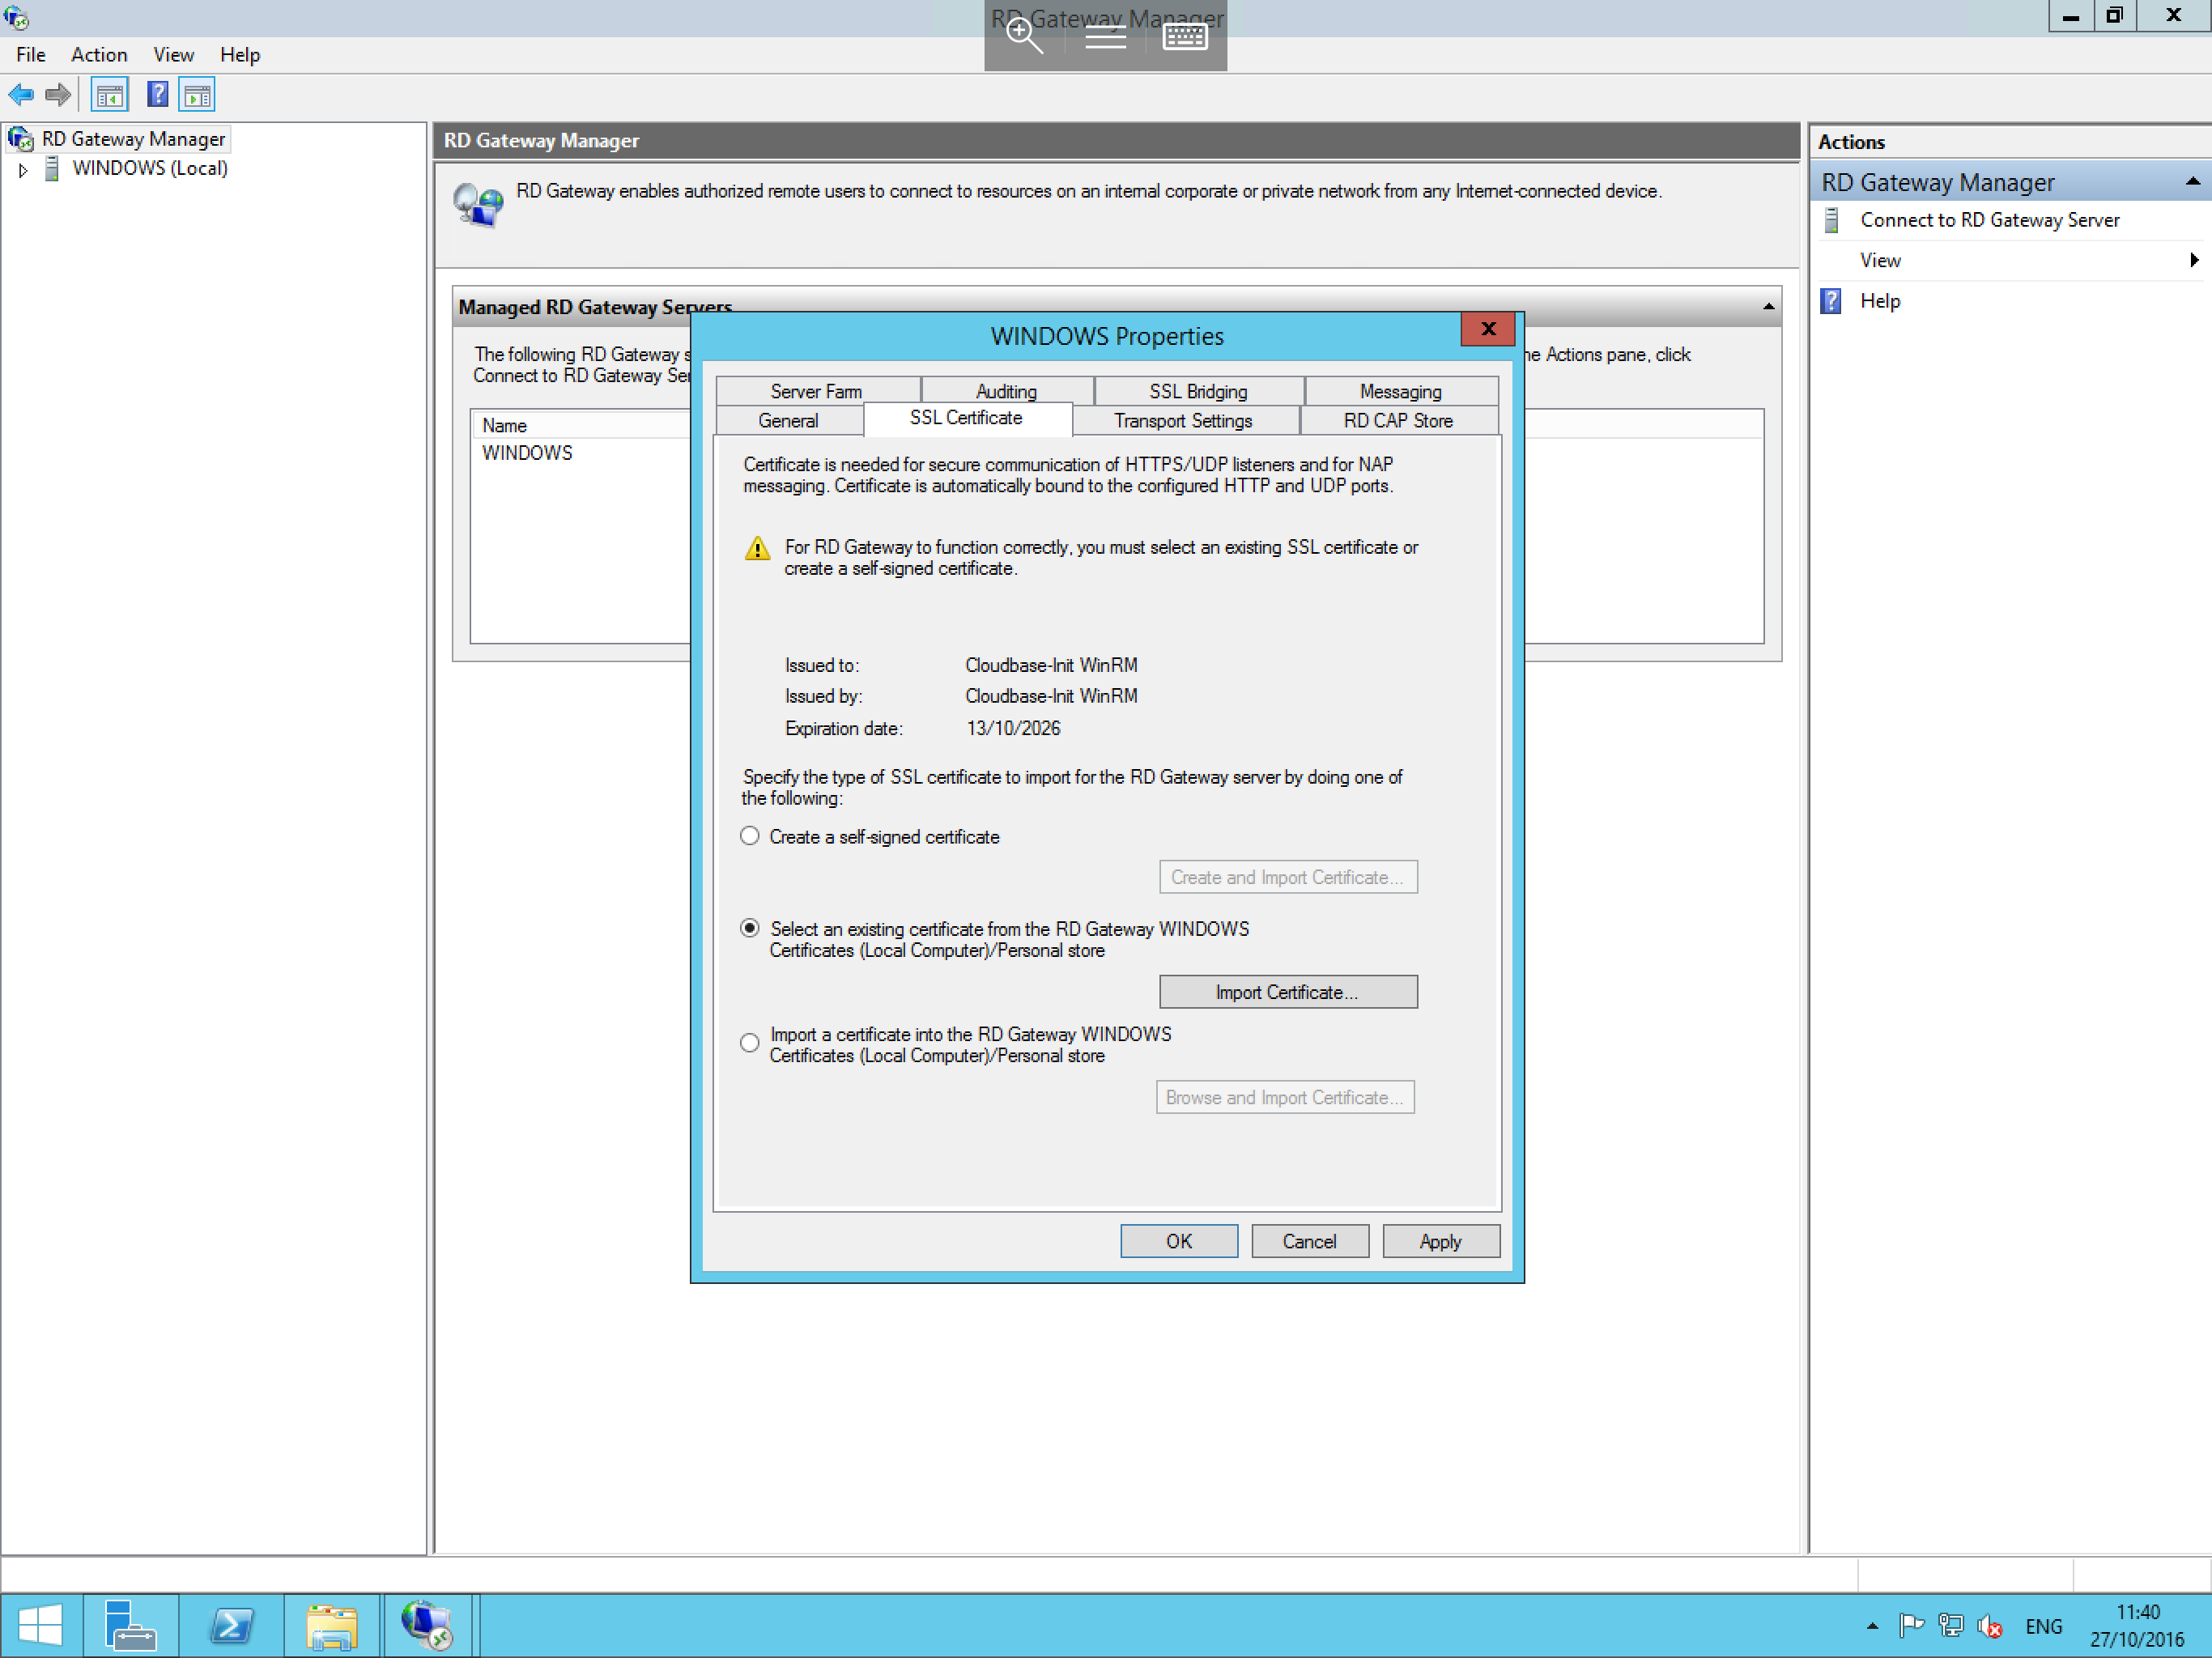 RD Gateway Manager
File Action View Help
RD Gateway Manager
WINDOWS (Local)
RD Gateway Manager
RD Gateway enables authorized remote users to connect to resources on an internal corporate or private network from any Internet-connected device.
Managed RD Gateway Servers
The following RD Gateway s
he Actions pane, click
Connect to RD Gateway Ser
Name
WINDOWS
WINDOWS Properties
Server Farm Auditing SSL Bridging Messaging
General SSL Certificate Transport Settings RD CAP Store
Certificate is needed for secure communication of HTTPS/UDP listeners and for NAP
messaging. Certificate is automatically bound to the configured HTTP and UDP ports.
For RD Gateway to function correctly, you must select an existing SSL certificate or
create a self-signed certificate.
Issued to: Cloudbase-Init WinRM
Issued by: Cloudbase-Init WinRM
Expiration date: 13/10/2026
Specify the type of SSL certificate to import for the RD Gateway server by doing one of
the following:
Create a self-signed certificate
Create and Import Certificate...
Select an existing certificate from the RD Gateway WINDOWS
Certificates (Local Computer)/Personal store
Import Certificate...
Import a certificate into the RD Gateway WINDOWS
Certificates (Local Computer)/Personal store
Browse and Import Certificate...
OK Cancel Apply
Actions
RD Gateway Manager
Connect to RD Gateway Server
View
Help
ENG
11:40
27/10/2016